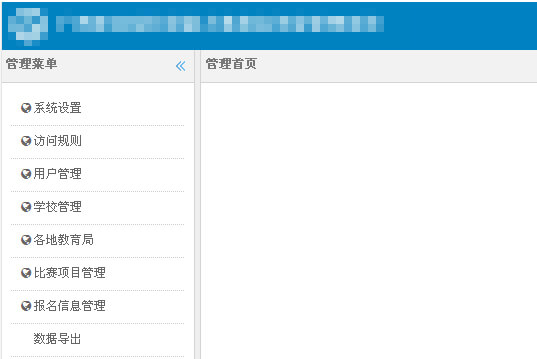 管理菜单
管理首页
系统设置
访问规则
用户管理
学校管理
各地教育局
比赛项目管理
报名信息管理
数据导出